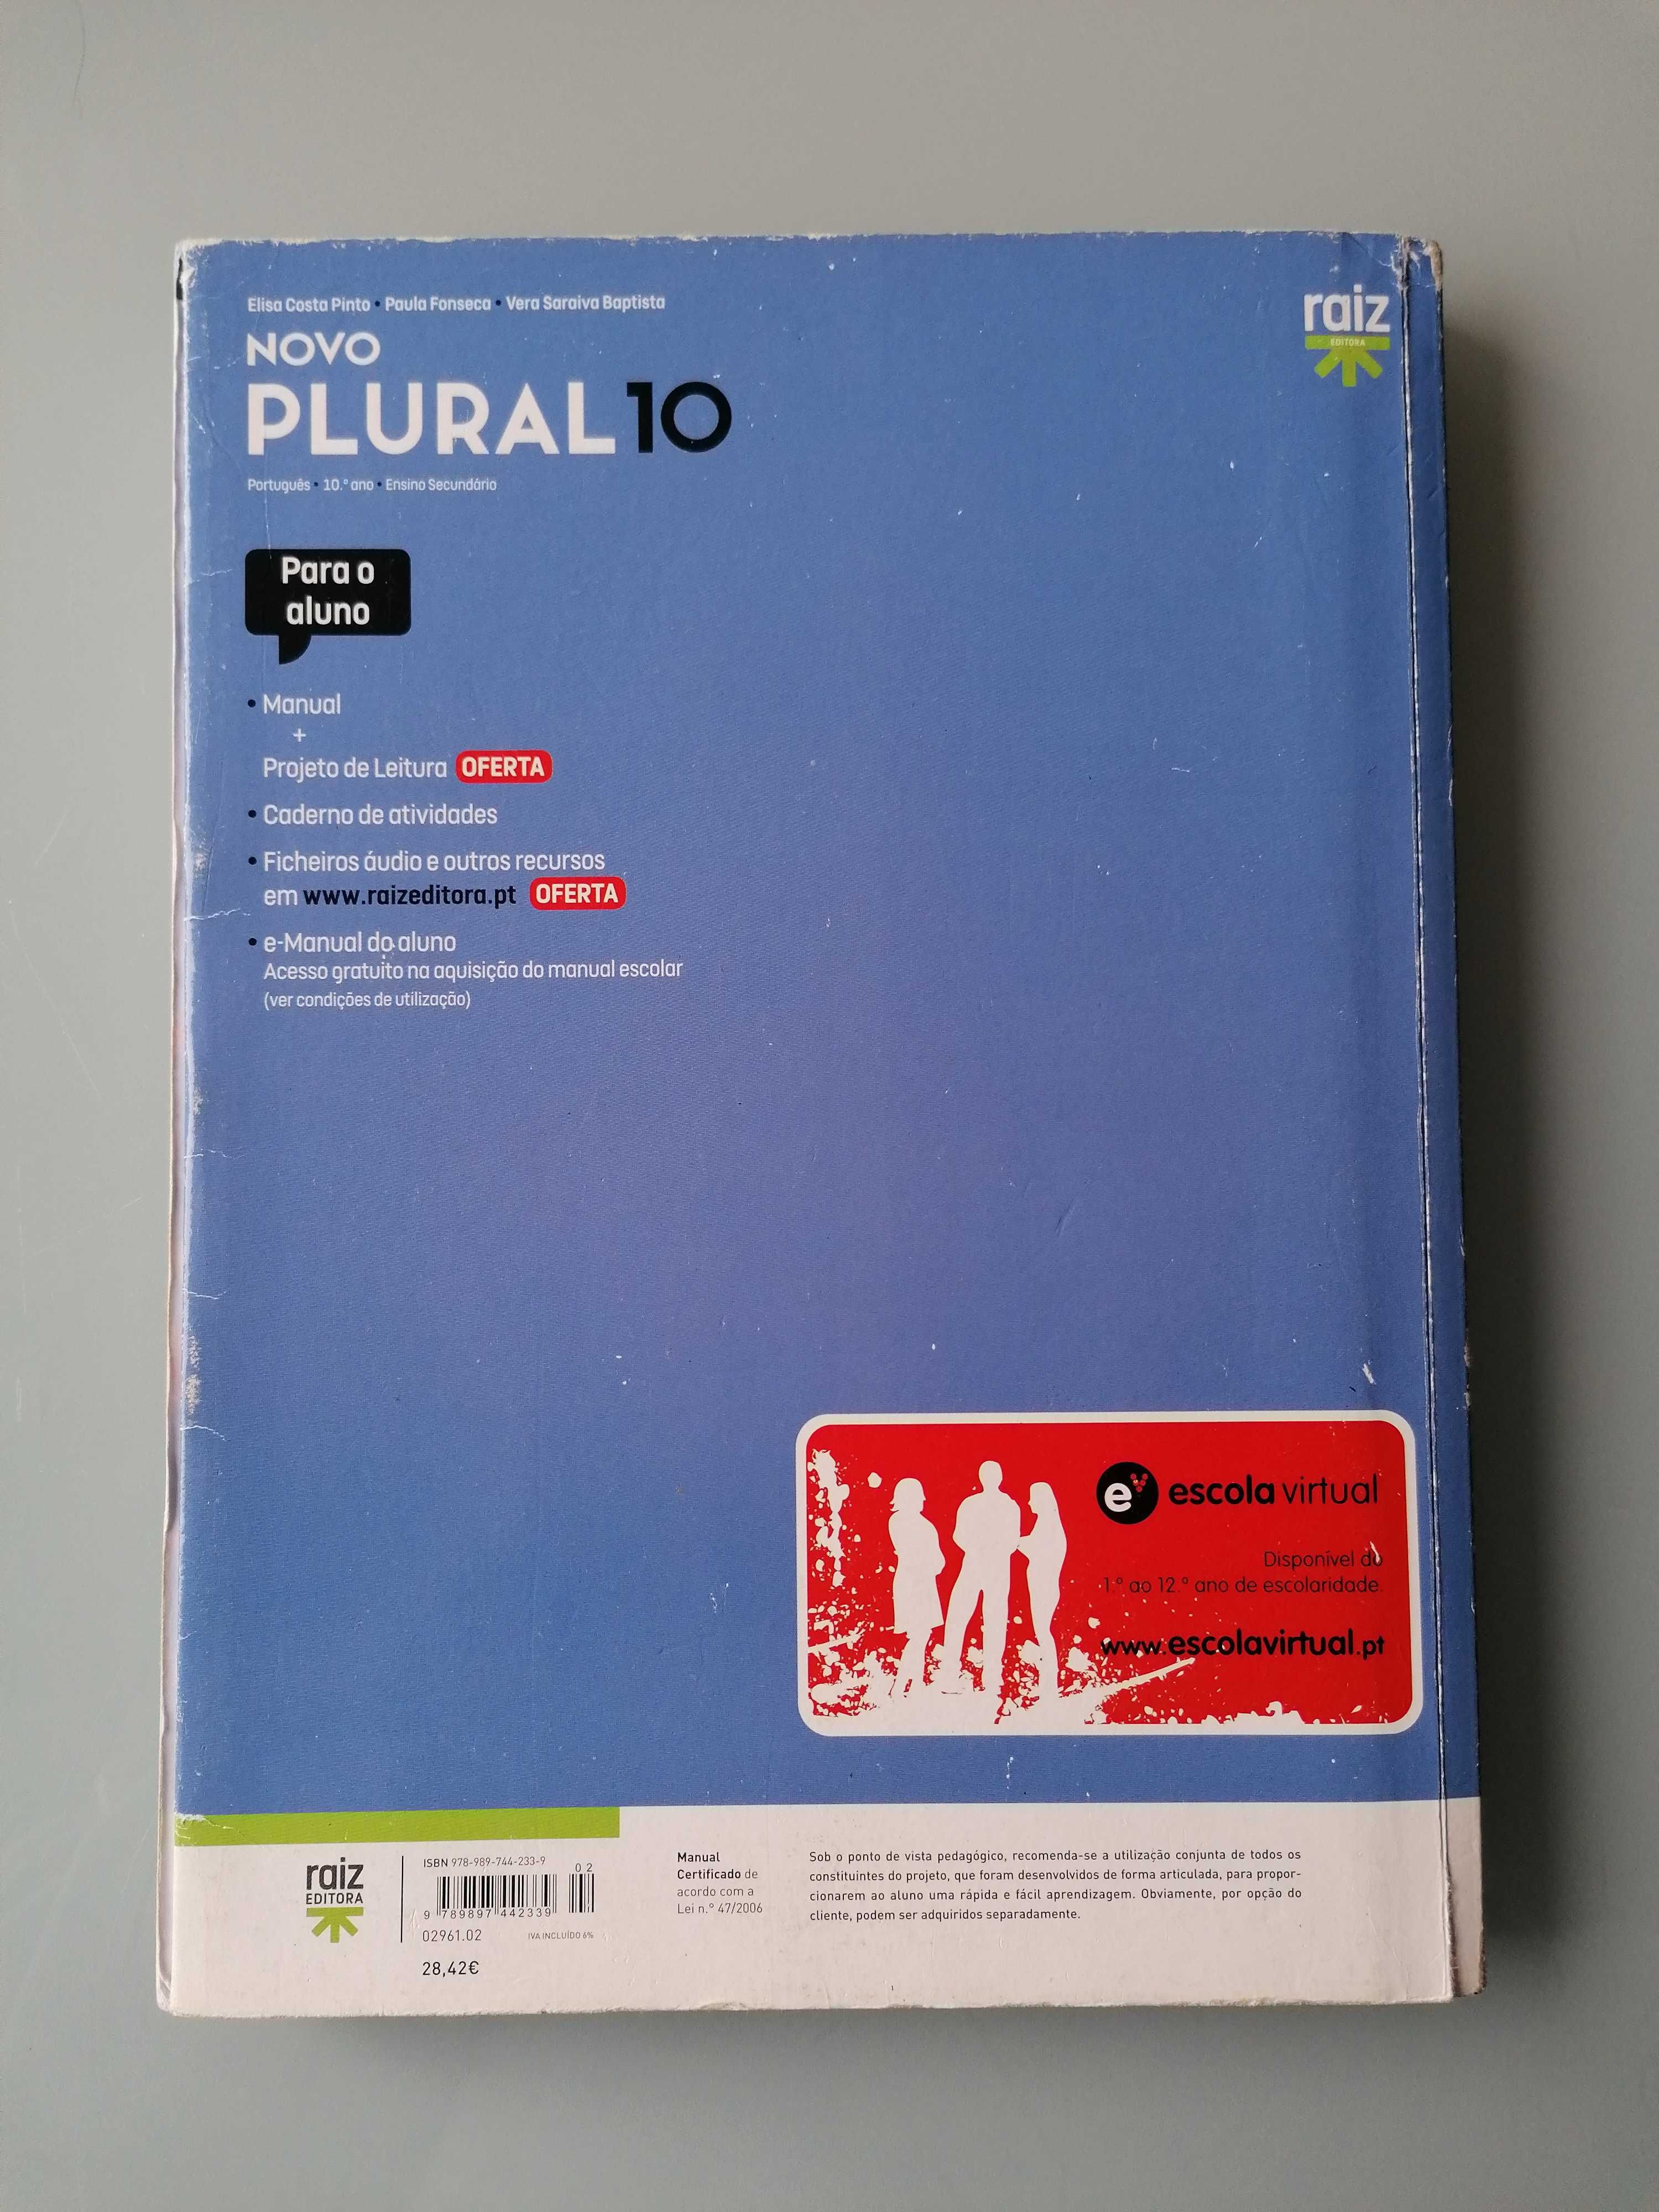 Elisa Costa Pinto • Paula Fonseca • Vera Saraiva Baptista
NOVO
PLURAL10
Português • 10.º ano • Ensino Secundário
raiz
EDITORA
Para o
aluno
• Manual
+
Projeto de Leitura OFERTA
• Caderno de atividades
• Ficheiros áudio e outros recursos
em www.raizeditora.pt OFERTA
• e-Manual do aluno
Acesso gratuito na aquisição do manual escolar
(ver condições de utilização)
e escola virtual
Disponível do
1.º ao 12.º ano de escolaridade.
www.escolavirtual.pt
raiz
EDITORA
ISBN 978-989-744-233-9
02
9 789897 442339
02961.02 IVA INCLUÍDO 6%
28,42€
Manual
Certificado de
acordo com a
Lei n.º 47/2006
Sob o ponto de vista pedagógico, recomenda-se a utilização conjunta de todos os
constituintes do projeto, que foram desenvolvidos de forma articulada, para propor-
cionarem ao aluno uma rápida e fácil aprendizagem. Obviamente, por opção do
cliente, podem ser adquiridos separadamente.